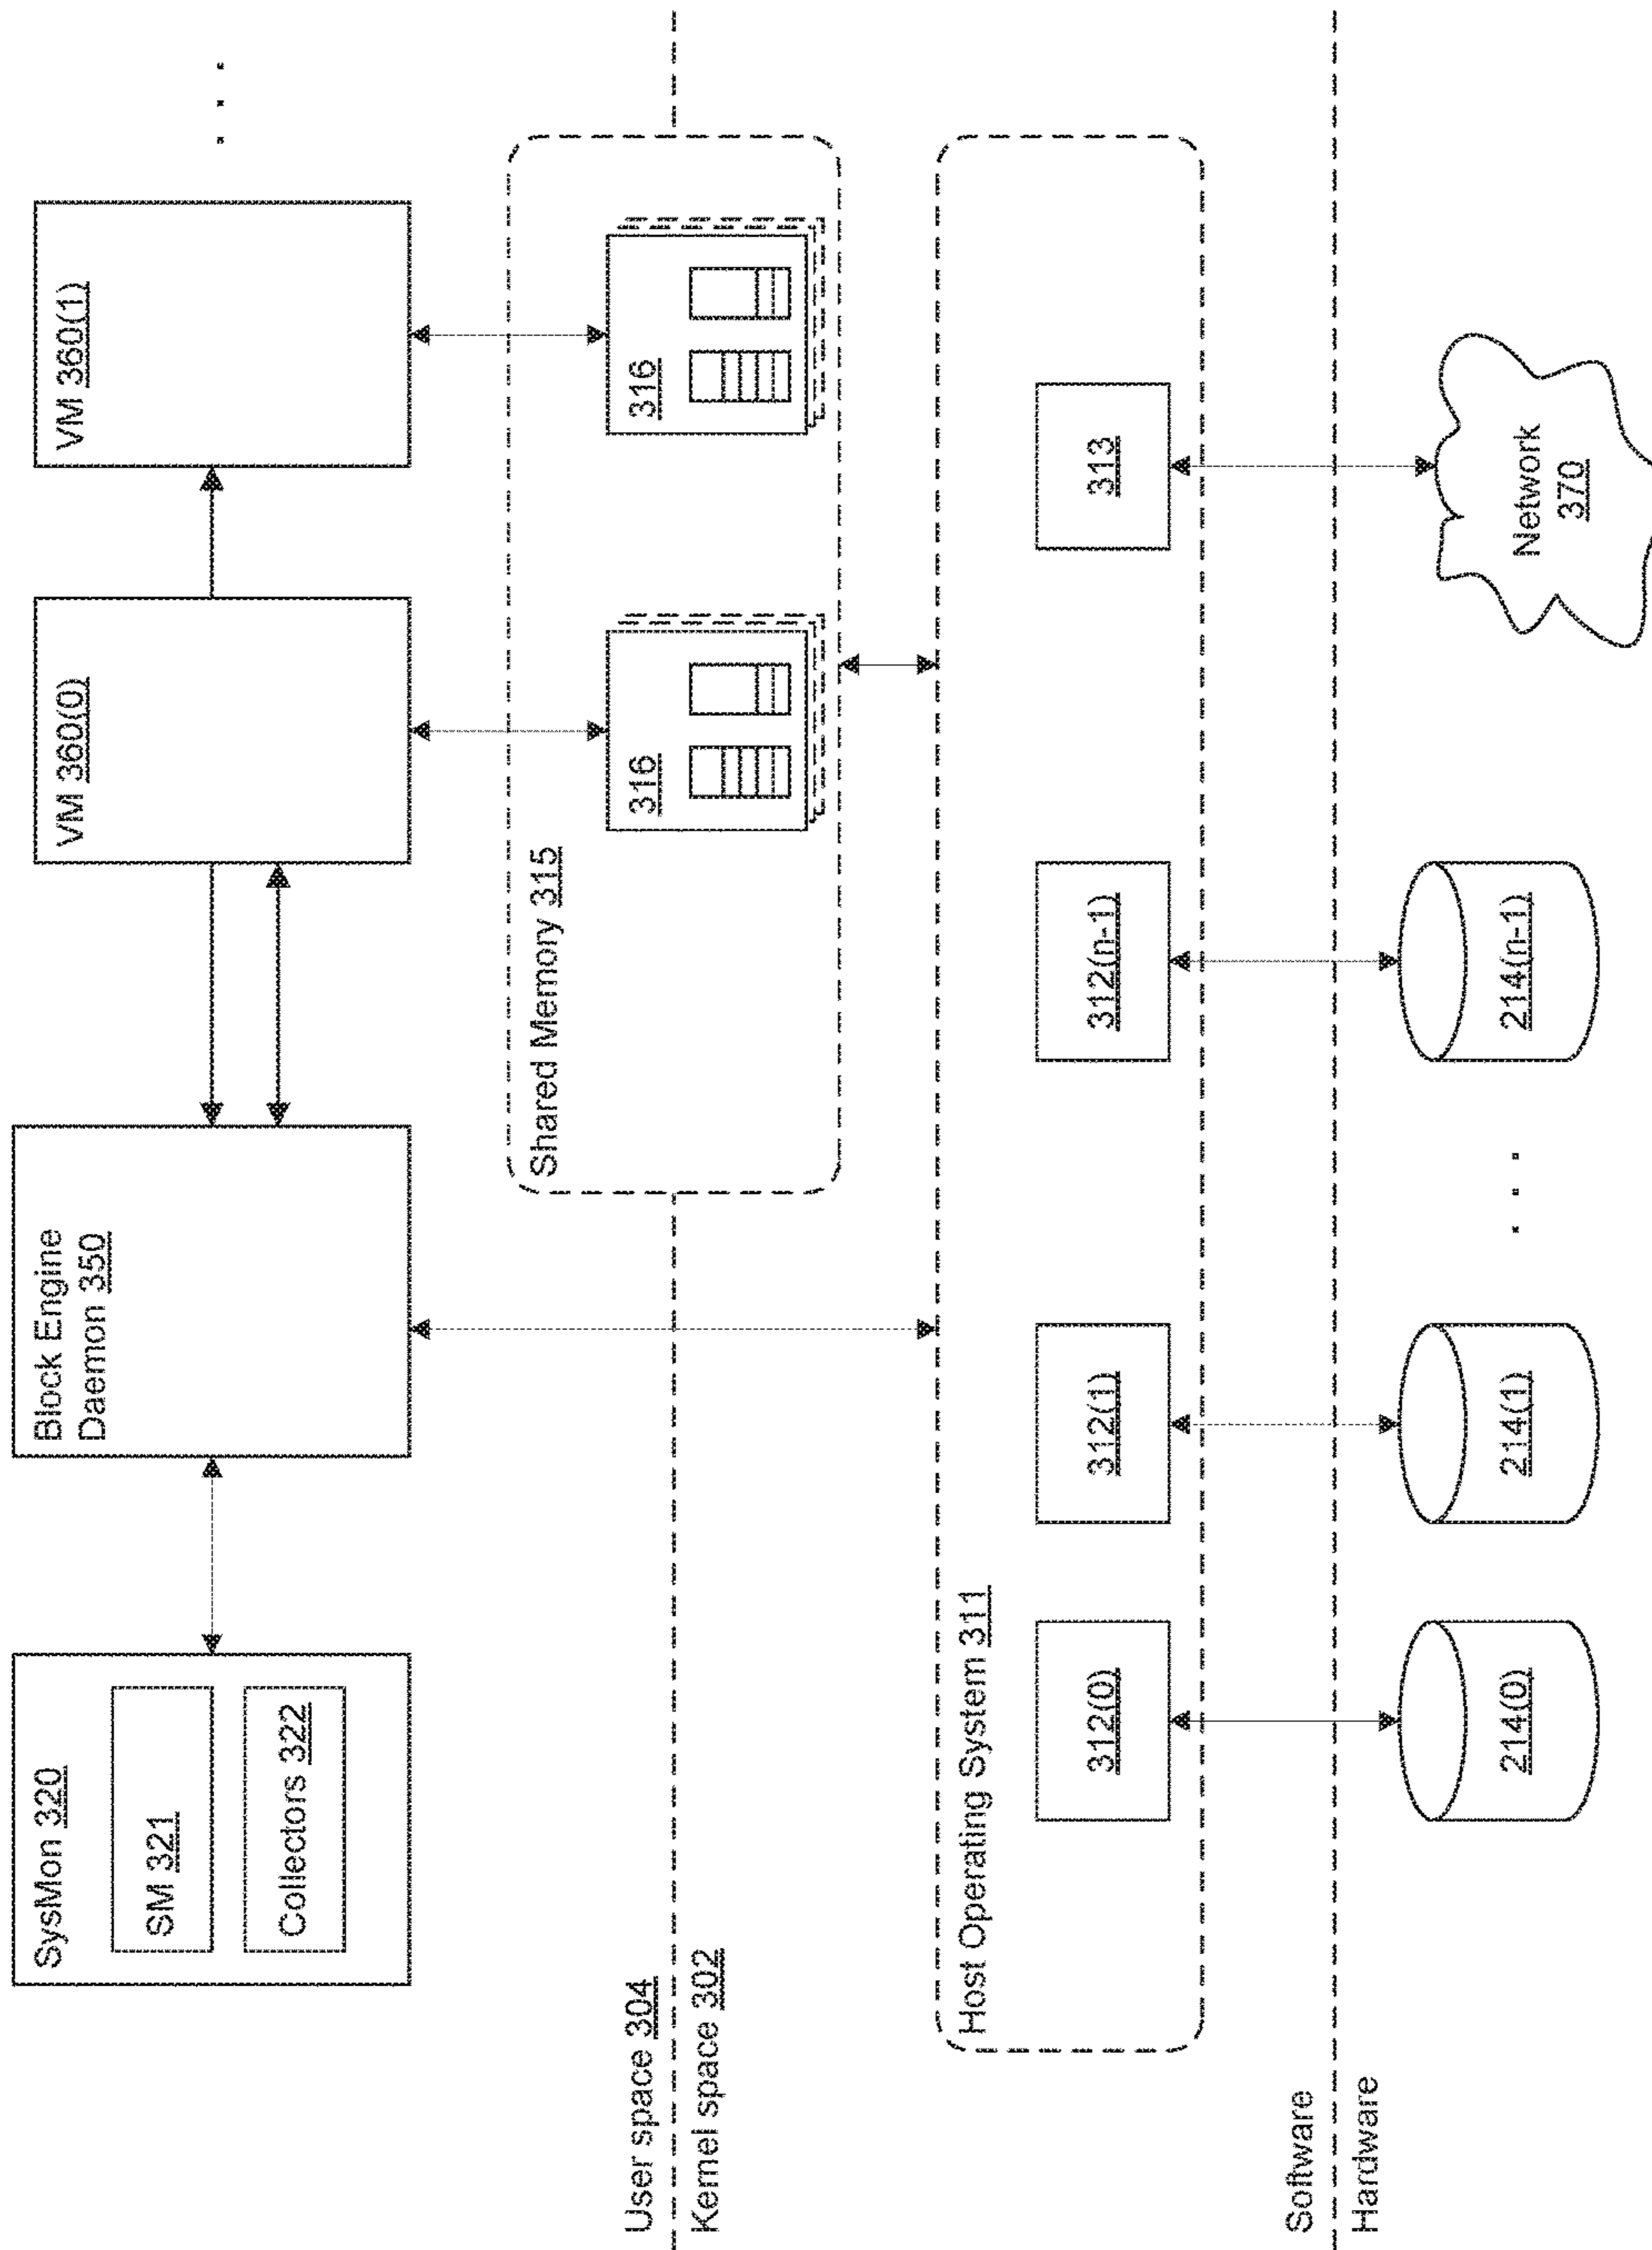 SysMon 320
SM 321
Collectors 322
Block Engine
Daemon 350
VM 360(0)
VM 360(1)
. . .
User space 304
Kernel space 302
Shared Memory 315
316
316
Host Operating System 311
312(0)
312(1)
312(n-1)
313
Software
Hardware
214(0)
214(1)
. . .
214(n-1)
Network
370